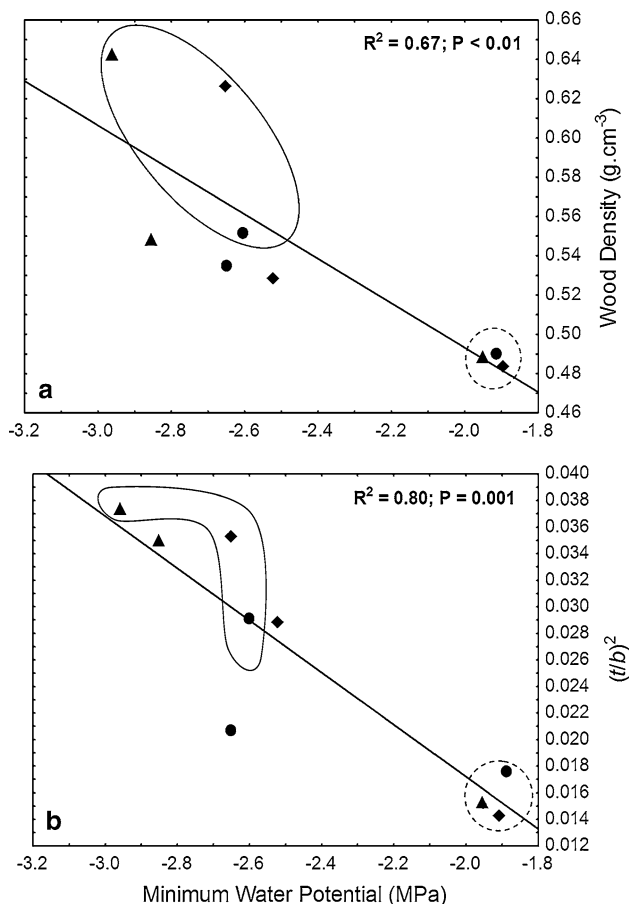 R² = 0.67; P < 0.01
0.66
0.64
0.62
0.60
0.58
0.56
0.54
0.52
0.50
0.48
0.46
Wood Density (g.cm⁻³)
a
-3.2 -3.0 -2.8 -2.6 -2.4 -2.2 -2.0 -1.8
R² = 0.80; P = 0.001
0.040
0.038
0.036
0.034
0.032
0.030
0.028
0.026
0.024
0.022
0.020
0.018
0.016
0.014
0.012
(t/b)²
b
-3.2 -3.0 -2.8 -2.6 -2.4 -2.2 -2.0 -1.8
Minimum Water Potential (MPa)